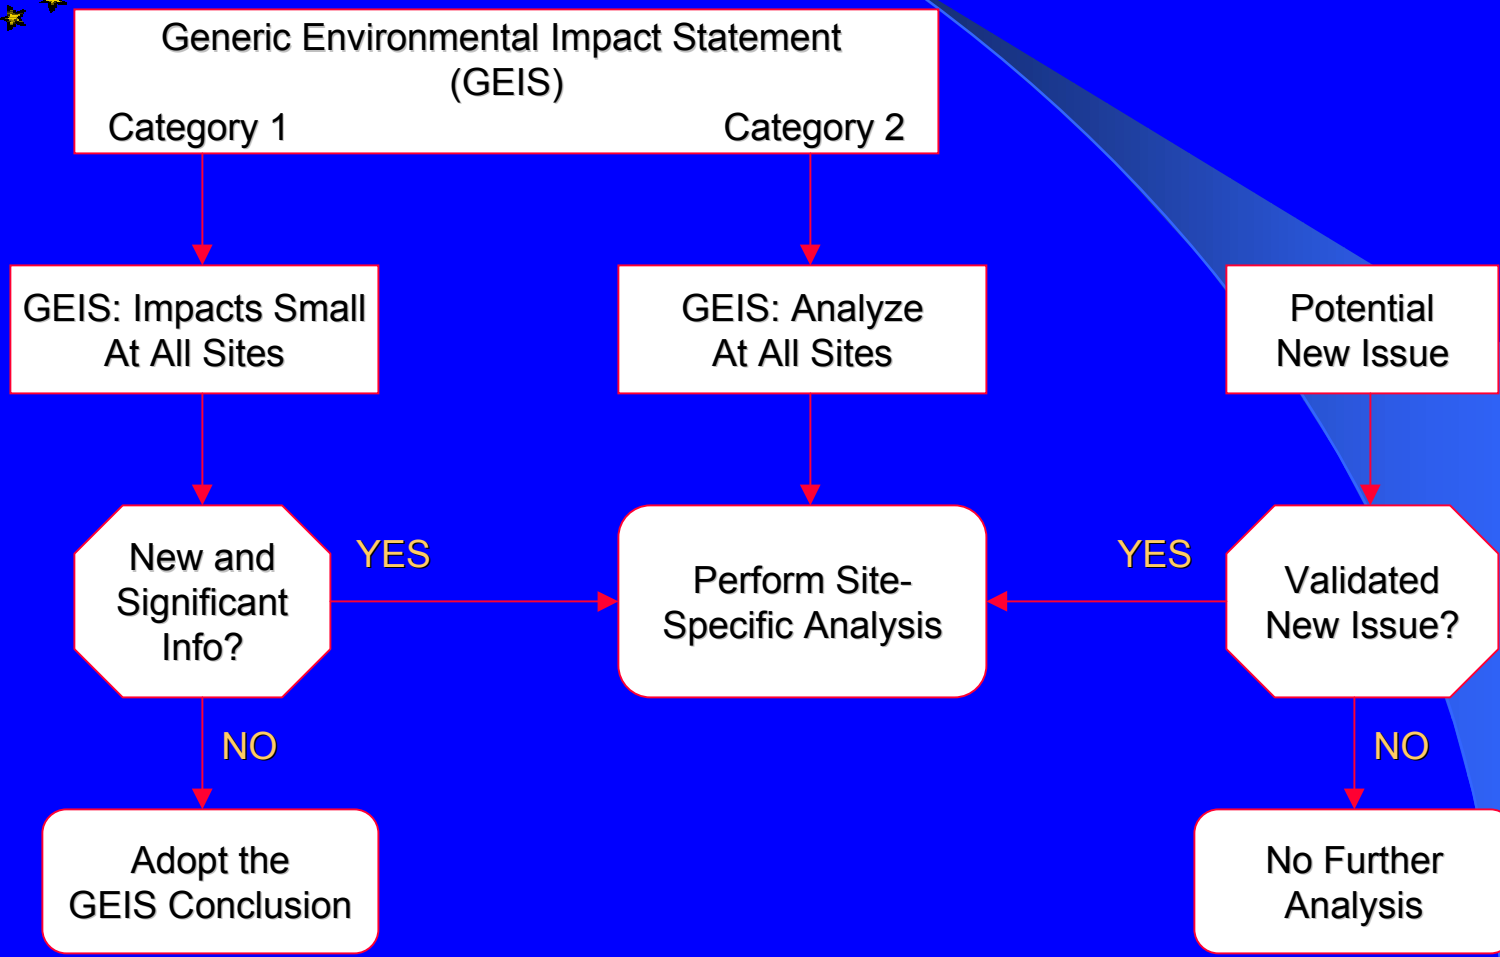 Generic Environmental Impact Statement
(GEIS)
Category 1
Category 2
GEIS: Impacts Small
At All Sites
GEIS: Analyze
At All Sites
Potential
New Issue
New and
Significant
Info?
YES
Perform Site-
Specific Analysis
YES
Validated
New Issue?
NO
NO
Adopt the
GEIS Conclusion
No Further
Analysis